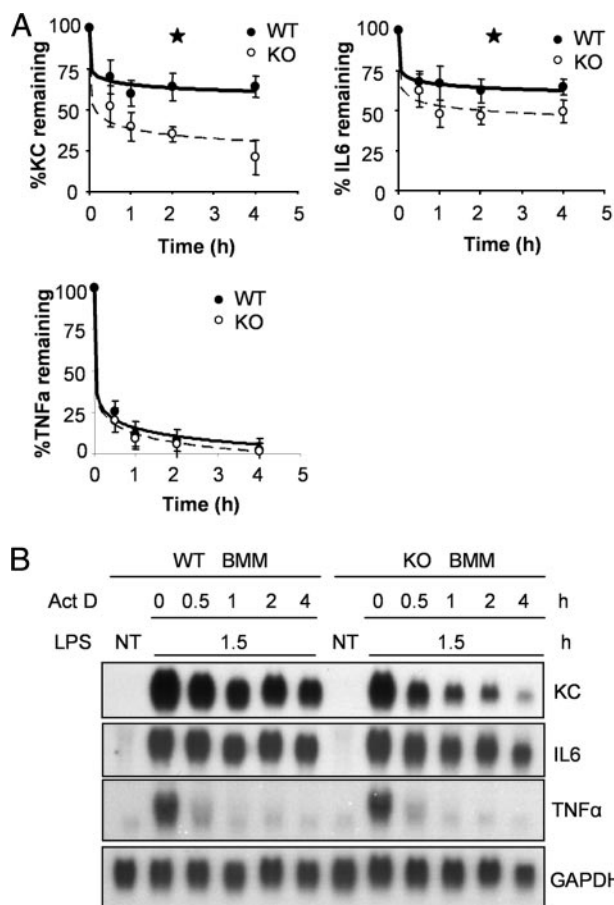 A
100 75 50 25 0
%KC remaining
★
● WT
○ KO
0 1 2 3 4 5
Time (h)
100 75 50 25 0
% IL6 remaining
★
● WT
○ KO
0 1 2 3 4 5
Time (h)
100 75 50 25 0
%TNFa remaining
● WT
○ KO
0 1 2 3 4 5
Time (h)
B
WT BMM KO BMM
Act D 0 0.5 1 2 4 0 0.5 1 2 4 h
LPS NT 1.5 NT 1.5 h
KC
IL6
TNFα
GAPDH